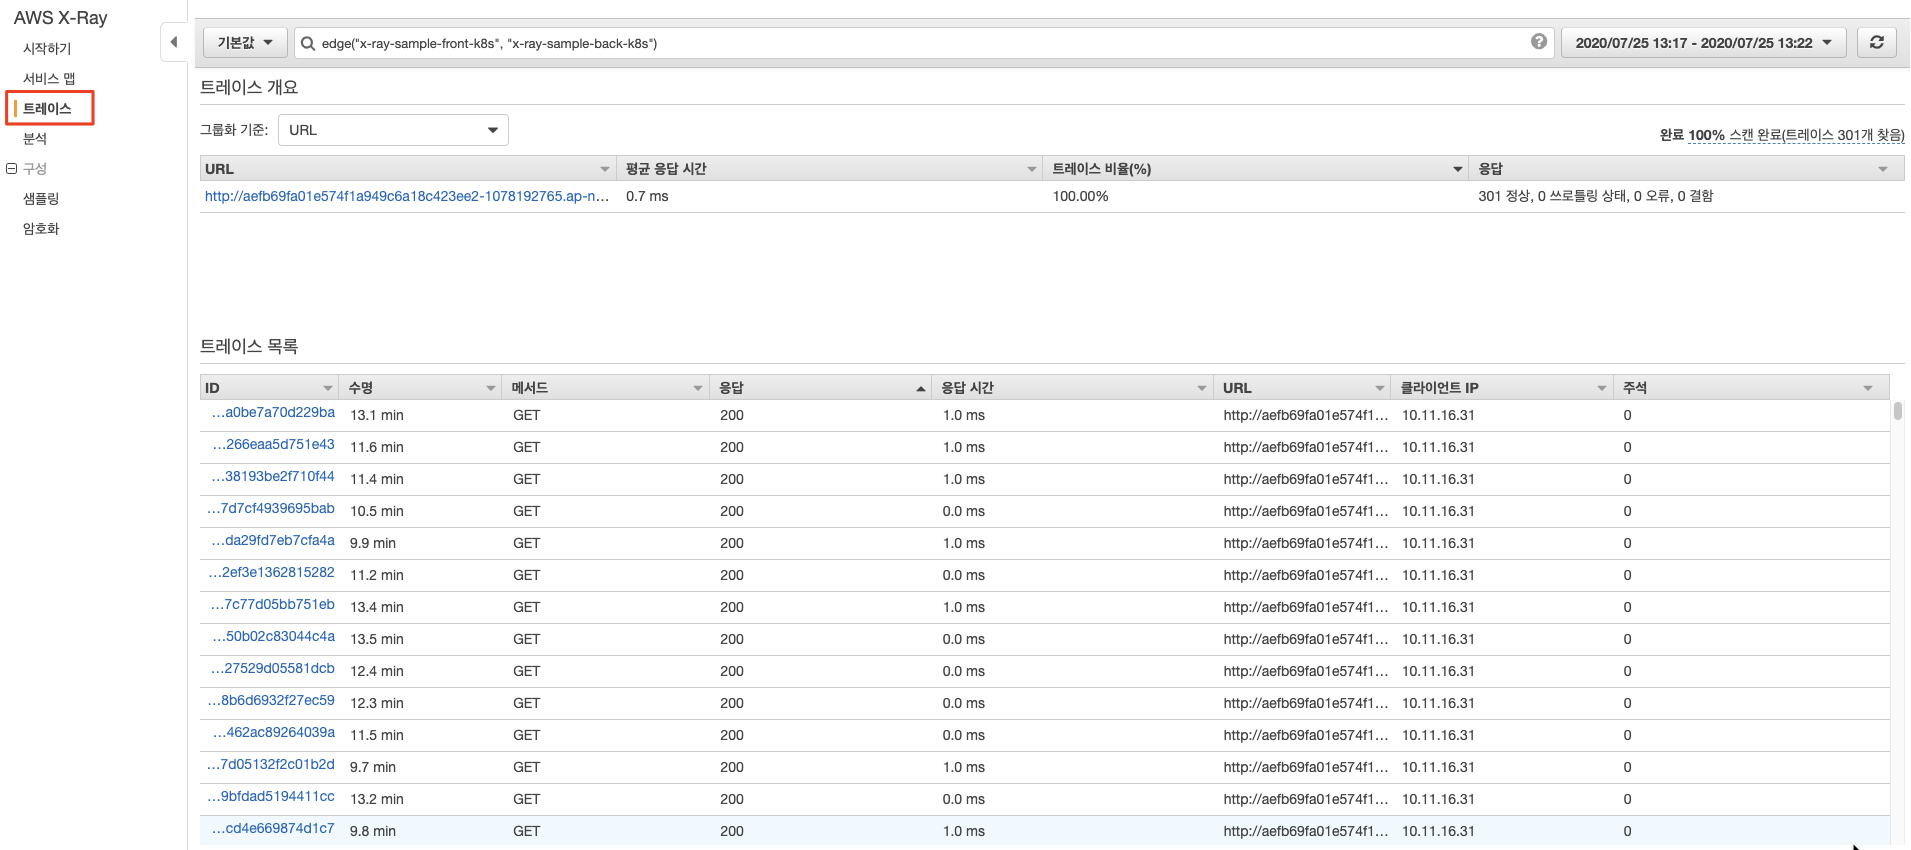 AWS X-Ray
시작하기
서비스 맵
트레이스
분석
구성
샘플링
암호화
기본값
edge("x-ray-sample-front-k8s", "x-ray-sample-back-k8s")
2020/07/25 13:17 - 2020/07/25 13:22
트레이스 개요
그룹화 기준: URL
완료 100% 스캔 완료(트레이스 301개 찾음)
URL 평균 응답 시간 트레이스 비율(%) 응답
http://aefb69fa01e574f1a949c6a18c423ee2-1078192765.ap-n... 0.7 ms 100.00% 301 정상, 0 쓰로틀링 상태, 0 오류, 0 결함
트레이스 목록
ID 수명 메서드 응답 응답 시간 URL 클라이언트 IP 주석
...a0be7a70d229ba 13.1 min GET 200 1.0 ms http://aefb69fa01e574f1... 10.11.16.31 0
...266eaa5d751e43 11.6 min GET 200 1.0 ms http://aefb69fa01e574f1... 10.11.16.31 0
...38193be2f710f44 11.4 min GET 200 1.0 ms http://aefb69fa01e574f1... 10.11.16.31 0
...7d7cf4939695bab 10.5 min GET 200 0.0 ms http://aefb69fa01e574f1... 10.11.16.31 0
...da29fd7eb7cfa4a 9.9 min GET 200 1.0 ms http://aefb69fa01e574f1... 10.11.16.31 0
...2ef3e1362815282 11.2 min GET 200 0.0 ms http://aefb69fa01e574f1... 10.11.16.31 0
...7c77d05bb751eb 13.4 min GET 200 1.0 ms http://aefb69fa01e574f1... 10.11.16.31 0
...50b02c83044c4a 13.5 min GET 200 0.0 ms http://aefb69fa01e574f1... 10.11.16.31 0
...27529d05581dcb 12.4 min GET 200 0.0 ms http://aefb69fa01e574f1... 10.11.16.31 0
...8b6d6932f27ec59 12.3 min GET 200 0.0 ms http://aefb69fa01e574f1... 10.11.16.31 0
...462ac89264039a 11.5 min GET 200 0.0 ms http://aefb69fa01e574f1... 10.11.16.31 0
...7d05132f2c01b2d 9.7 min GET 200 1.0 ms http://aefb69fa01e574f1... 10.11.16.31 0
...9bfdad5194411cc 13.2 min GET 200 0.0 ms http://aefb69fa01e574f1... 10.11.16.31 0
...cd4e669874d1c7 9.8 min GET 200 1.0 ms http://aefb69fa01e574f1... 10.11.16.31 0